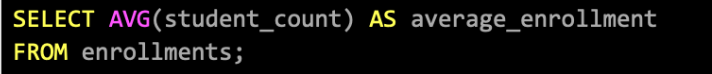 SELECT AVG(student_count) AS average_enrollment
FROM enrollments;